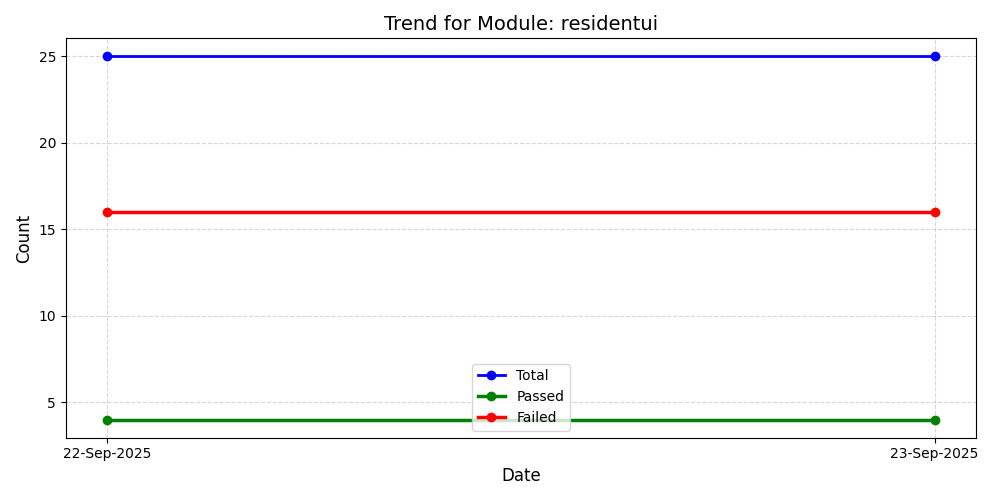 Trend for Module: residentui
Count
25
20
15
10
5
Total
Passed
Failed
22-Sep-2025
23-Sep-2025
Date